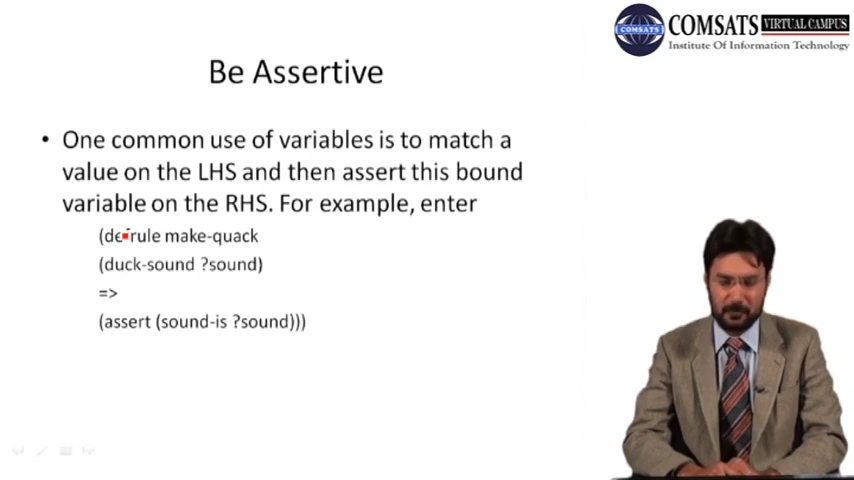 COMSATS VIRTUAL CAMPUS
COMSATS
Institute Of Information Technology
Be Assertive
• One common use of variables is to match a
value on the LHS and then assert this bound
variable on the RHS. For example, enter
(defrule make-quack
(duck-sound ?sound)
=>
(assert (sound-is ?sound)))